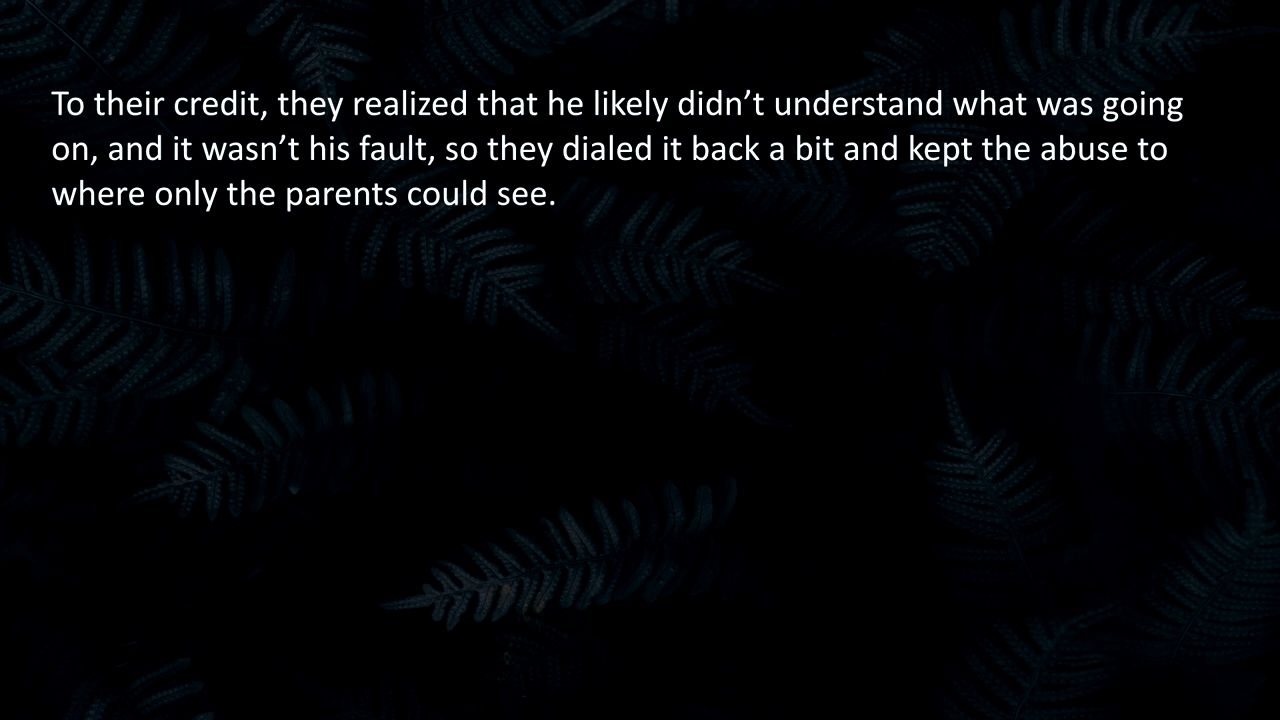 To their credit, they realized that he likely didn’t understand what was going
on, and it wasn’t his fault, so they dialed it back a bit and kept the abuse to
where only the parents could see.